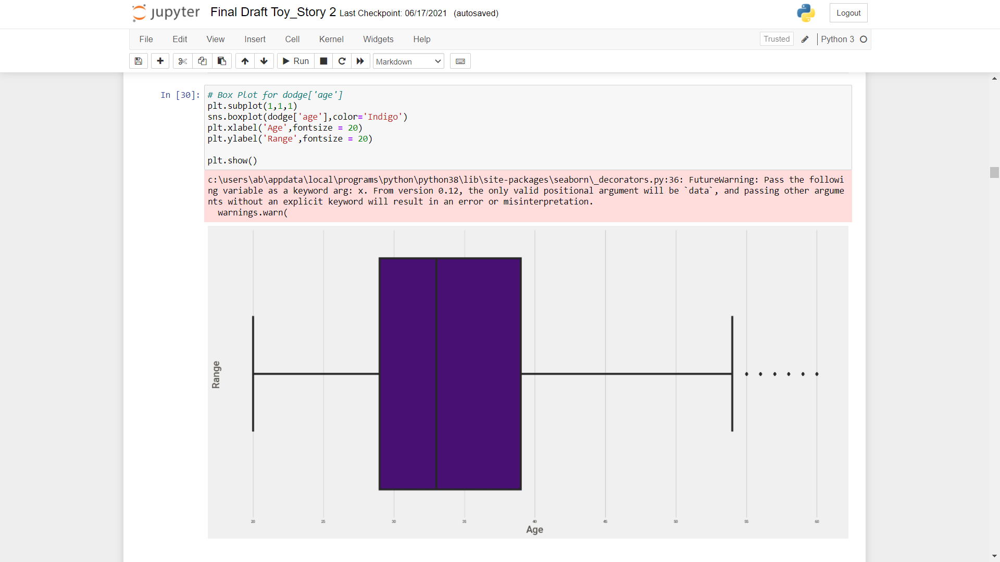 jupyter Final Draft Toy_Story 2 Last Checkpoint: 06/17/2021 (autosaved)
Logout
File Edit View Insert Cell Kernel Widgets Help
Trusted Python 3
Run Markdown
In [30]: # Box Plot for dodge['age']
plt.subplot(1,1,1)
sns.boxplot(dodge['age'],color='Indigo')
plt.xlabel('Age',fontsize = 20)
plt.ylabel('Range',fontsize = 20)
plt.show()
c:\users\ab\appdata\local\programs\python\python38\lib\site-packages\seaborn\_decorators.py:36: FutureWarning: Pass the followi
ng variable as a keyword arg: x. From version 0.12, the only valid positional argument will be `data`, and passing other argume
nts without an explicit keyword will result in an error or misinterpretation.
warnings.warn(
Range
20 25 30 35 40 45 50 55 60
Age